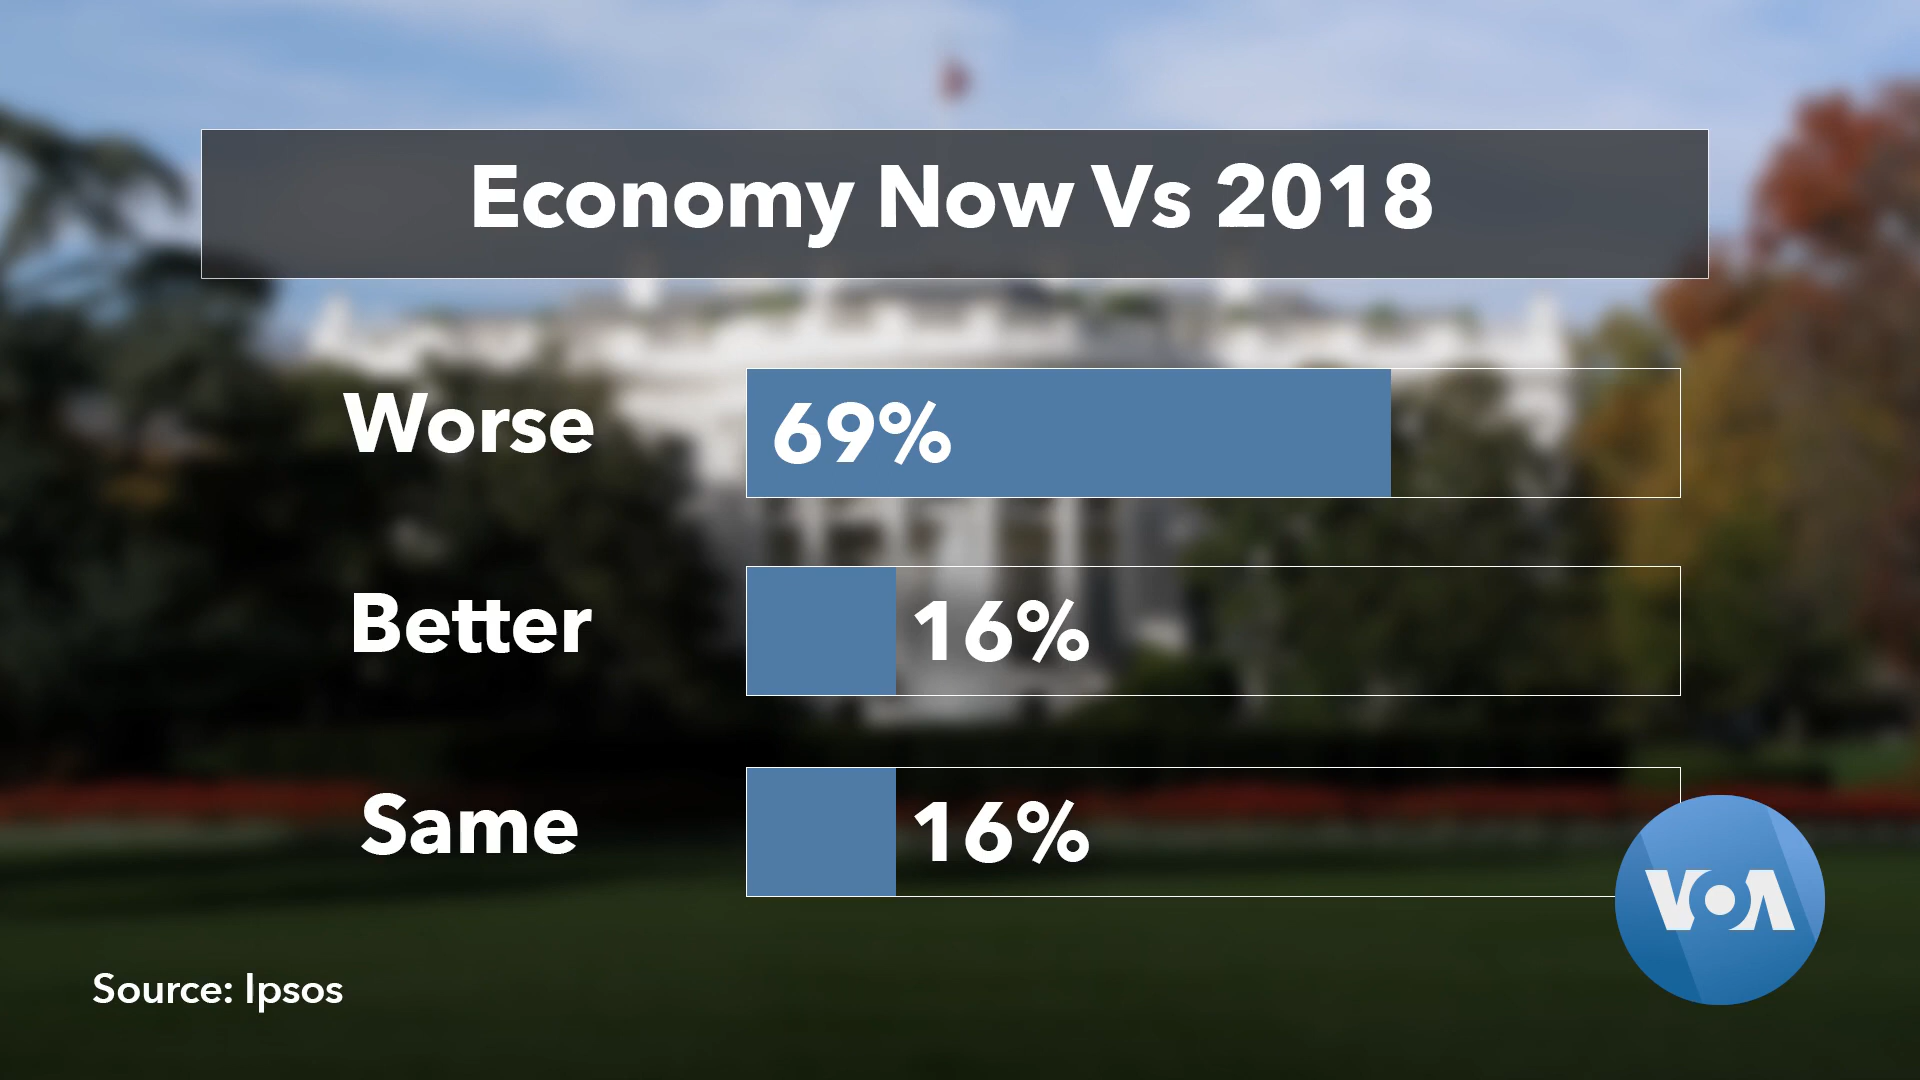 Economy Now Vs 2018
Worse
69%
Better
16%
Same
16%
VOA
Source: Ipsos